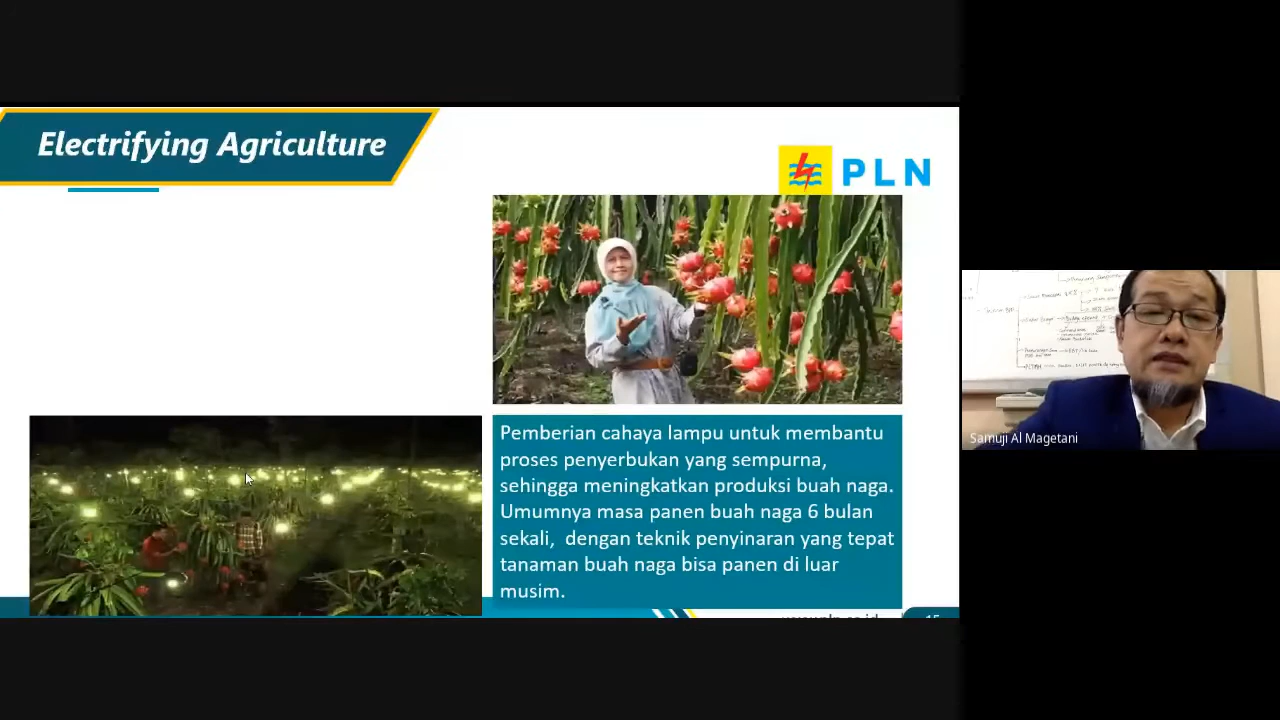 Electrifying Agriculture
PLN
Pemberian cahaya lampu untuk membantu
proses penyerbukan yang sempurna,
sehingga meningkatkan produksi buah naga.
Umumnya masa panen buah naga 6 bulan
sekali, dengan teknik penyinaran yang tepat
tanaman buah naga bisa panen di luar
musim.
Samuji Al Magetani